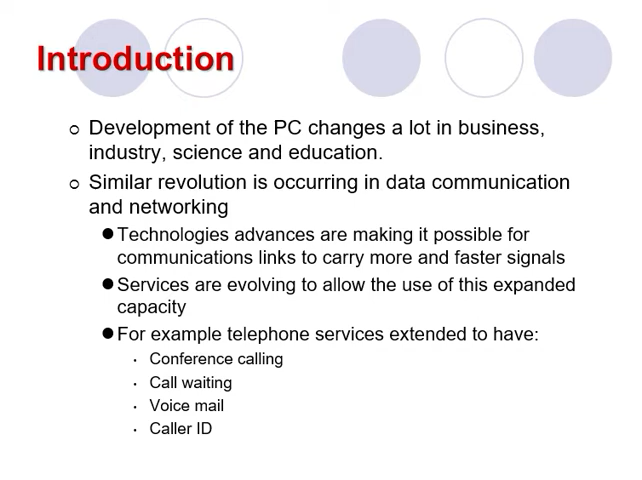 Introduction
Development of the PC changes a lot in business,
industry, science and education.
Similar revolution is occurring in data communication
and networking
Technologies advances are making it possible for
communications links to carry more and faster signals
Services are evolving to allow the use of this expanded
capacity
For example telephone services extended to have:
Conference calling
Call waiting
Voice mail
Caller ID